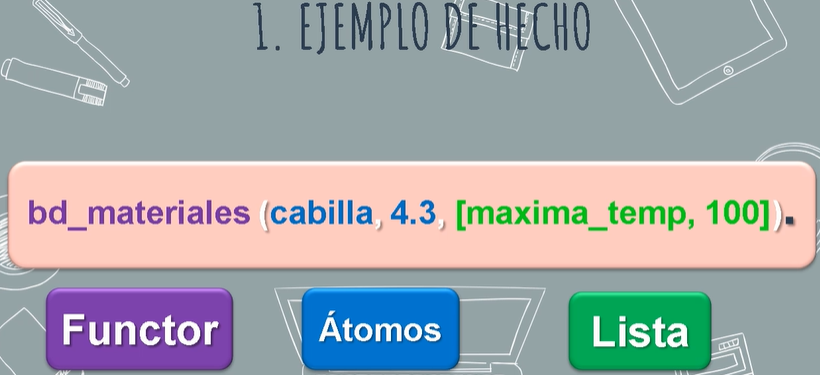 1. EJEMPLO DE HECHO
bd_materiales (cabilla, 4.3, [maxima_temp, 100]).
Functor
Átomos
Lista